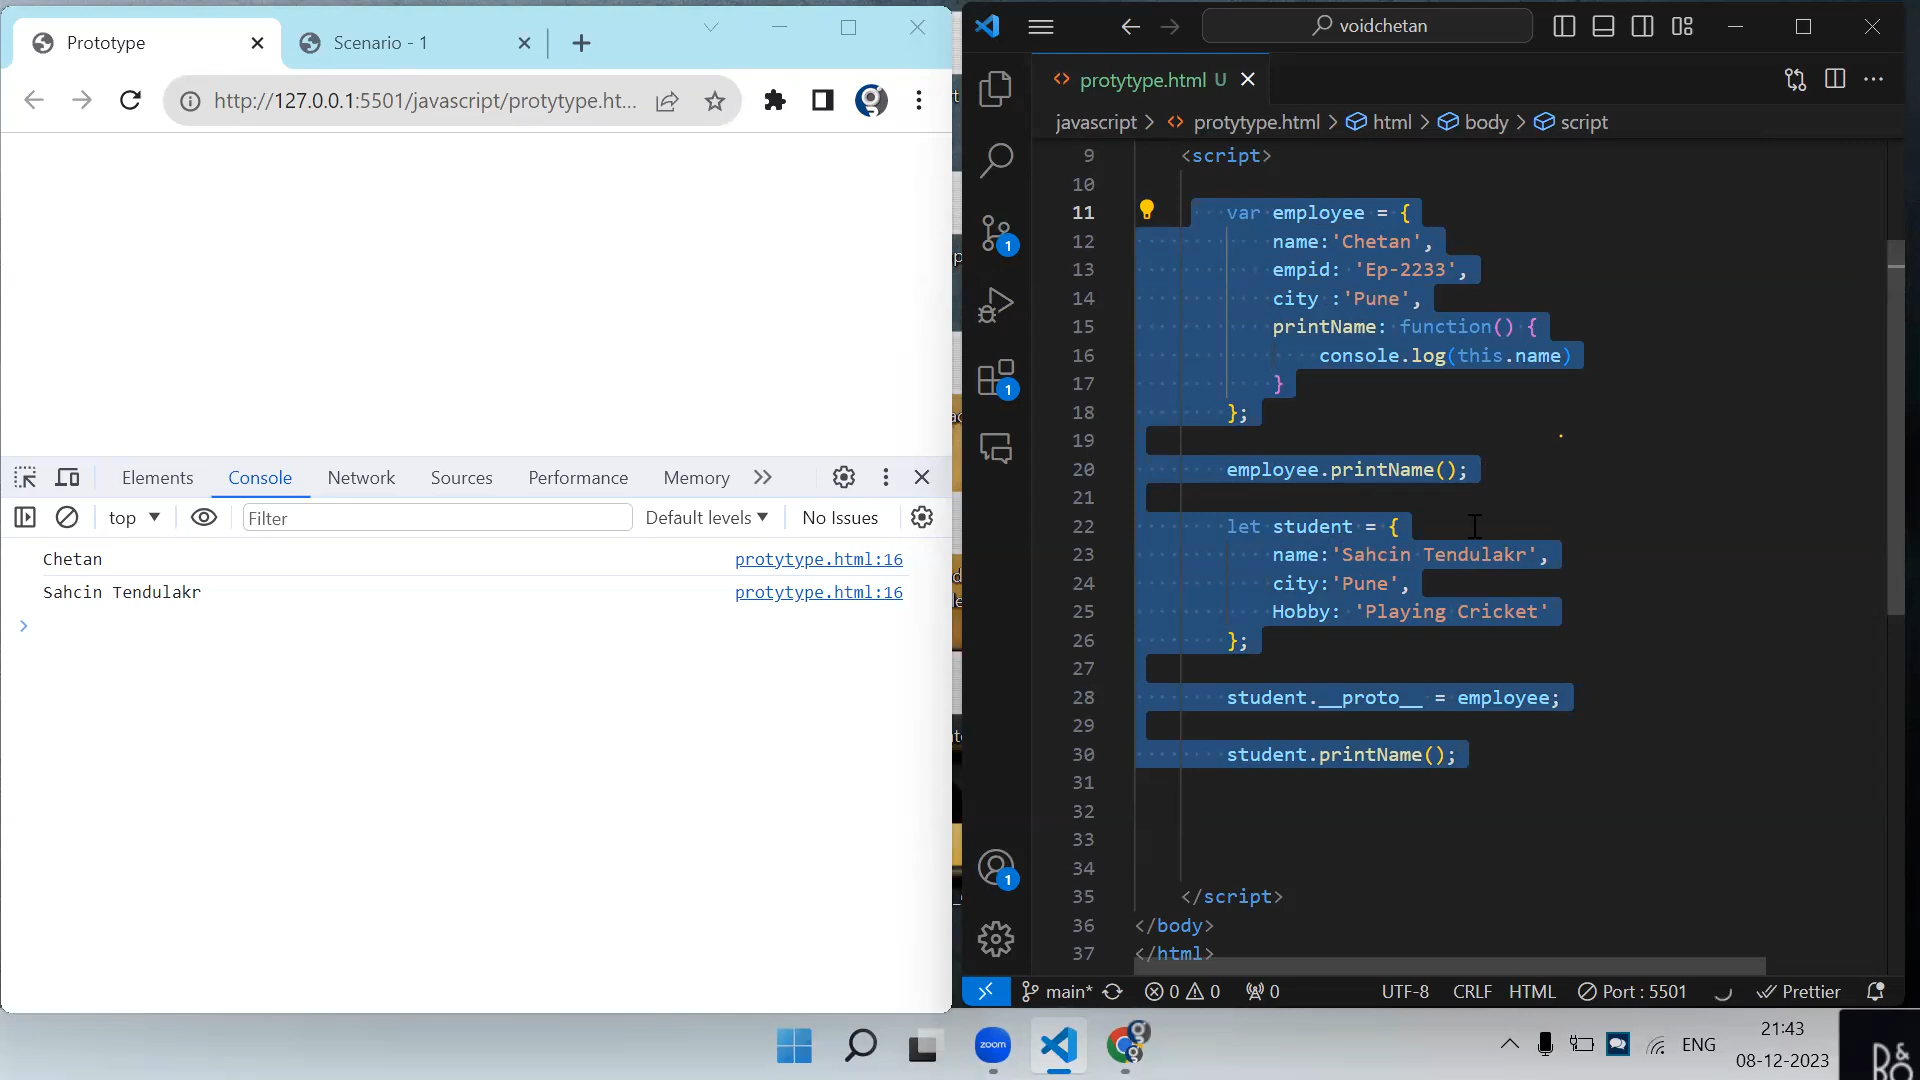 Prototype
Scenario - 1
http://127.0.0.1:5501/javascript/protytype.ht...
Elements
Console
Network
Sources
Performance
Memory
top
Filter
Default levels
No Issues
Chetan protytype.html:16
Sahcin Tendulakr protytype.html:16
>
voidchetan
protytype.html U
javascript > protytype.html > html > body > script
9 <script>
10
11 var employee = {
12 name:'Chetan',
13 empid: 'Ep-2233',
14 city :'Pune',
15 printName: function() {
16 console.log(this.name)
17 }
18 };
19
20 employee.printName();
21
22 let student = {
23 name:'Sahcin Tendulakr',
24 city:'Pune',
25 Hobby: 'Playing Cricket'
26 };
27
28 student.__proto__ = employee;
29
30 student.printName();
31
32
33
34
35 </script>
36 </body>
37 </html>
1
1
1
main*
0
0
0
UTF-8
CRLF
HTML
Port : 5501
Prettier
zoom
ENG
21:43
08-12-2023